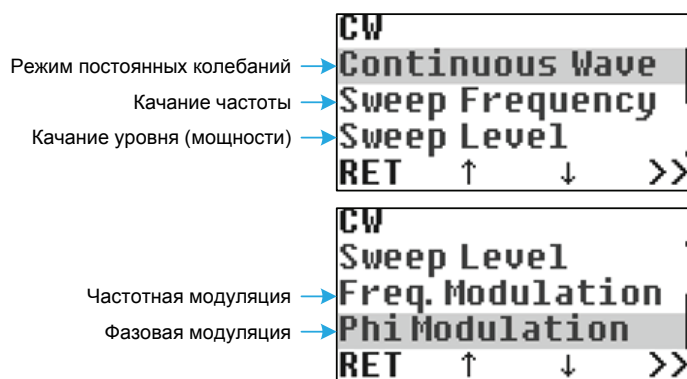 CW
Режим постоянных колебаний Continuous Wave
Качание частоты Sweep Frequency
Качание уровня (мощности) Sweep Level
RET ↑ ↓ >>
CW
Sweep Level
Частотная модуляция Freq. Modulation
Фазовая модуляция Phi Modulation
RET ↑ ↓ >>